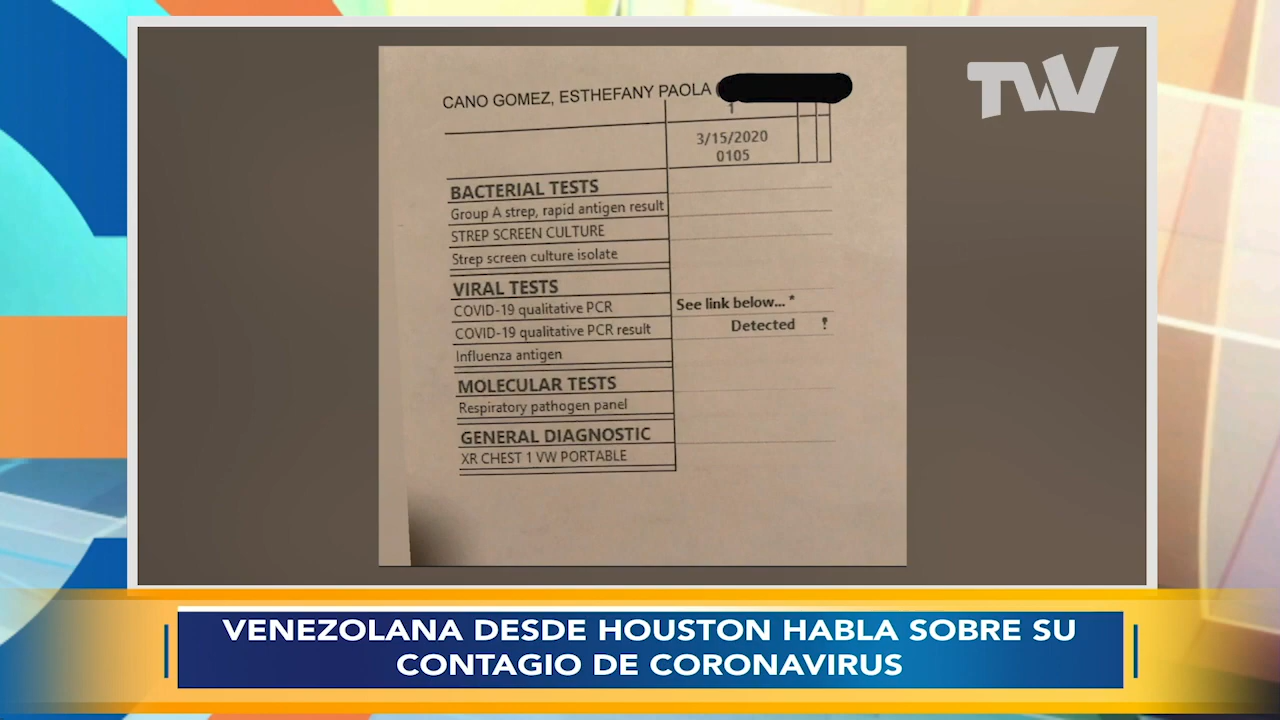 TVV
CANO GOMEZ, ESTHEFANY PAOLA
1
3/15/2020
0105
BACTERIAL TESTS
Group A strep, rapid antigen result
STREP SCREEN CULTURE
Strep screen culture isolate
VIRAL TESTS
COVID-19 qualitative PCR See link below... *
COVID-19 qualitative PCR result Detected !
Influenza antigen
MOLECULAR TESTS
Respiratory pathogen panel
GENERAL DIAGNOSTIC
XR CHEST 1 VW PORTABLE
VENEZOLANA DESDE HOUSTON HABLA SOBRE SU
CONTAGIO DE CORONAVIRUS